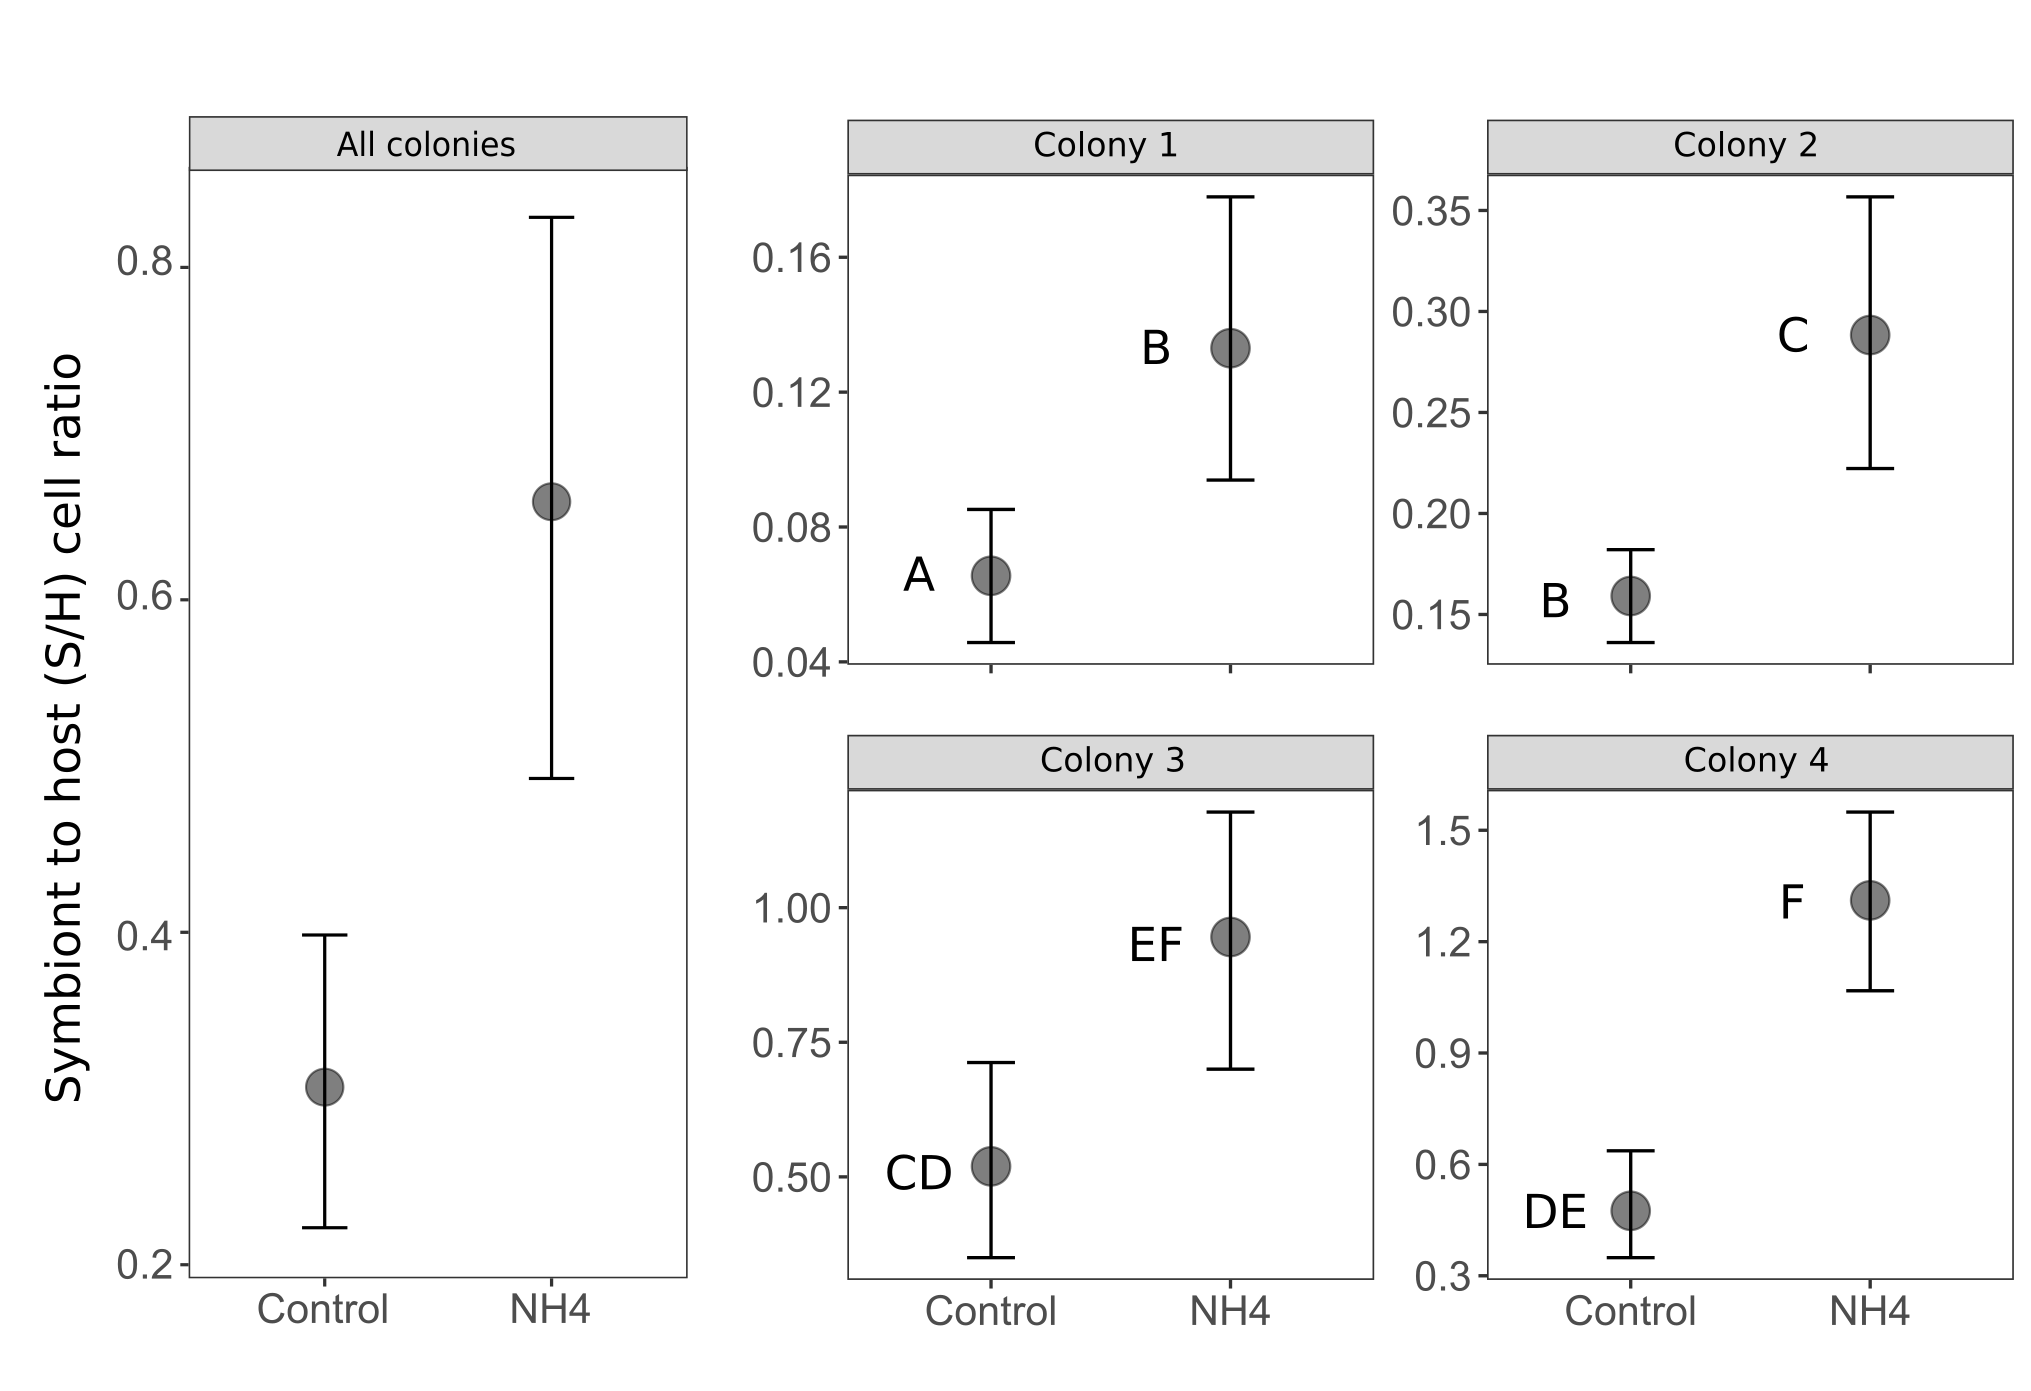 Symbiont to host (S/H) cell ratio
All colonies
0.8
0.6
0.4
0.2
Control NH4
Colony 1
0.16
0.12
0.08
0.04
A
B
Colony 2
0.35
0.30
0.25
0.20
0.15
B
C
Colony 3
1.00
0.75
0.50
CD
EF
Control NH4
Colony 4
1.5
1.2
0.9
0.6
0.3
DE
F
Control NH4